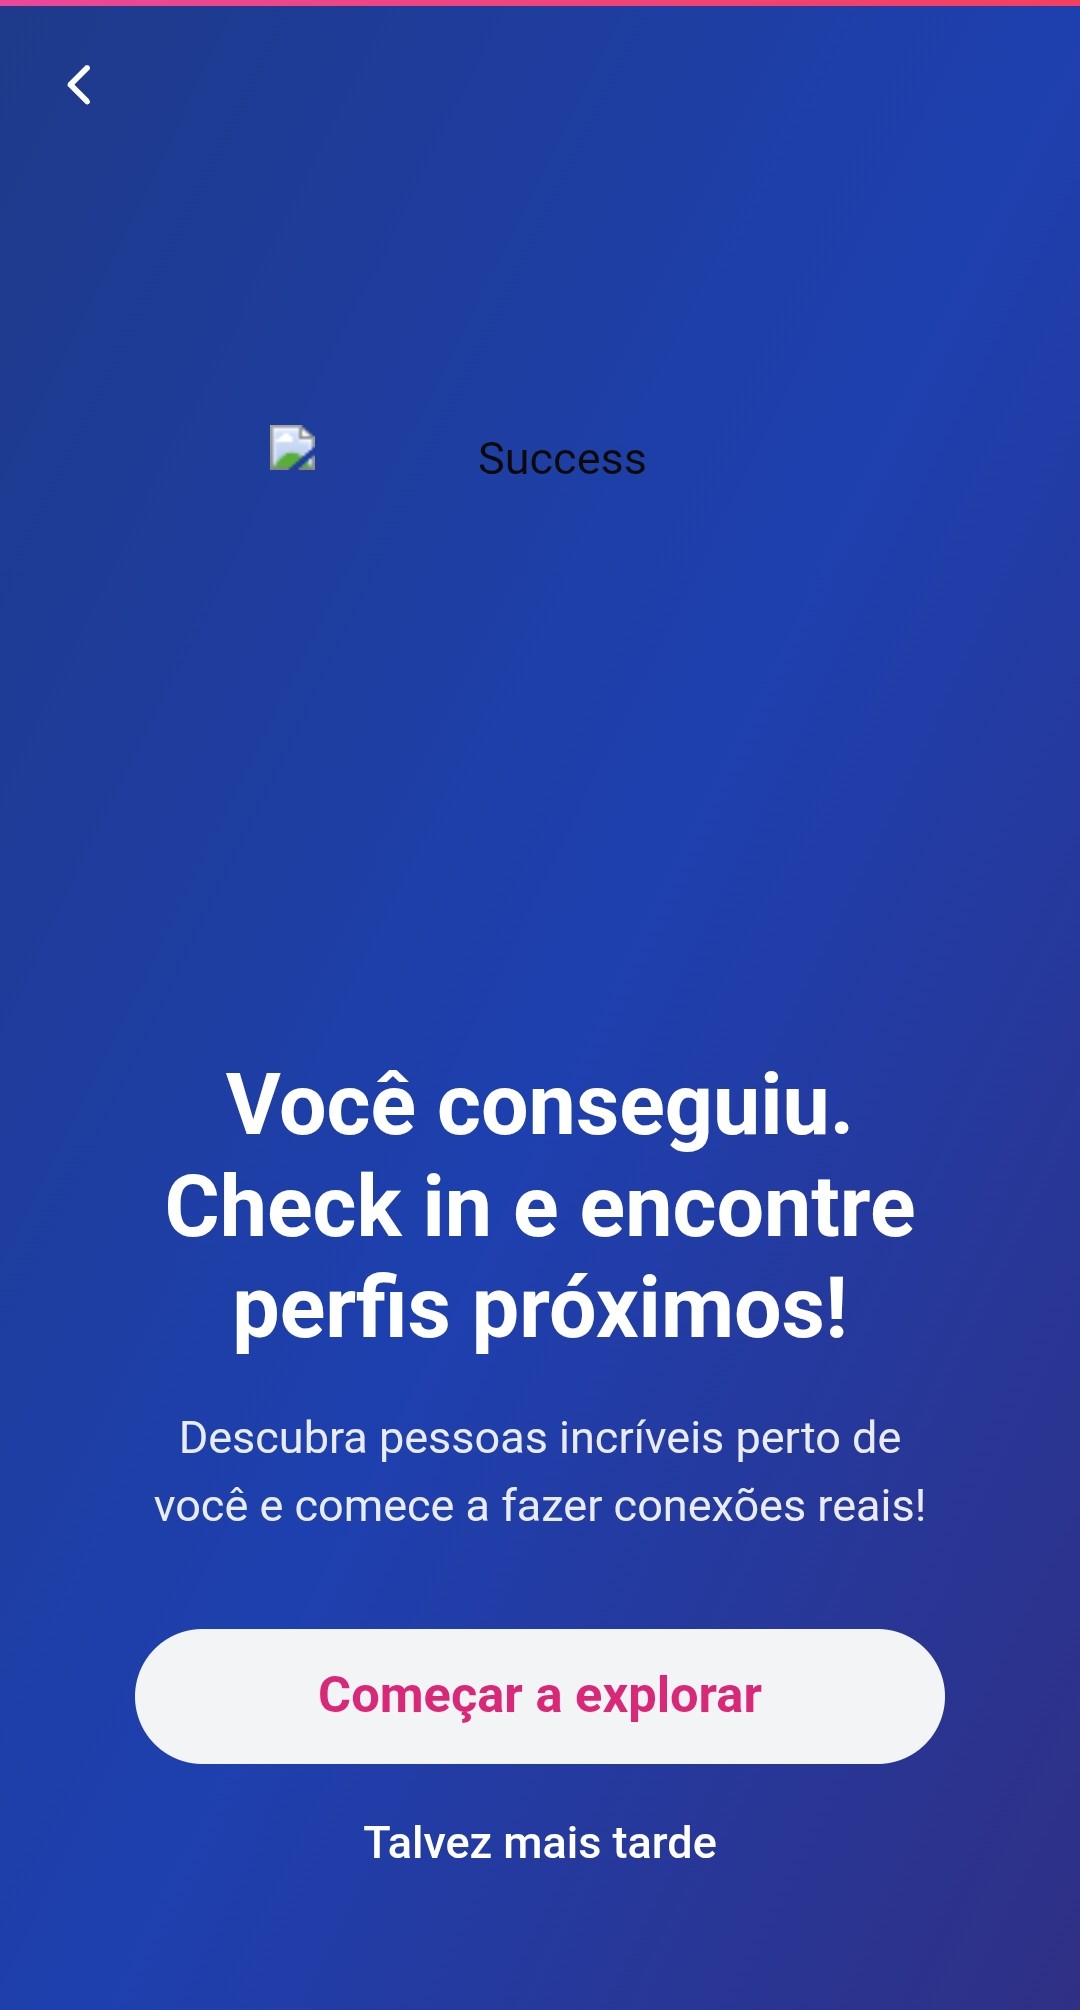 Success
Você conseguiu.
Check in e encontre
perfis próximos!
Descubra pessoas incríveis perto de
você e comece a fazer conexões reais!
Começar a explorar
Talvez mais tarde